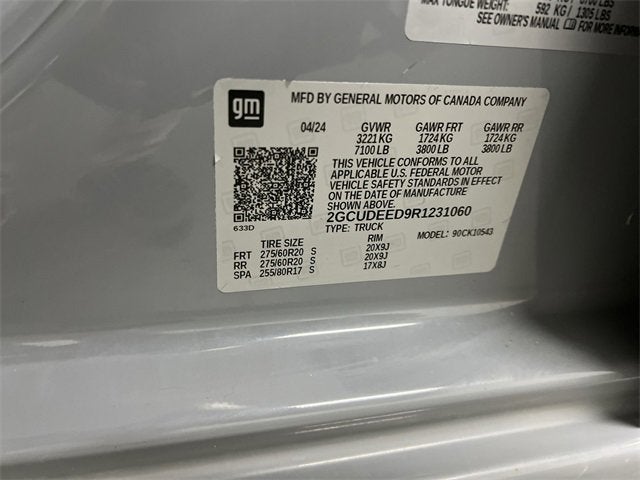 MAX TONGUE WEIGHT: 592 KG / 1305 LBS
SEE OWNER'S MANUAL FOR MORE INFORMATION
gm
MFD BY GENERAL MOTORS OF CANADA COMPANY
04/24 GVWR GAWR FRT GAWR RR
3221 KG 1724 KG 1724 KG
7100 LB 3800 LB 3800 LB
THIS VEHICLE CONFORMS TO ALL
APPLICABLE U.S. FEDERAL MOTOR
VEHICLE SAFETY STANDARDS IN EFFECT
ON THE DATE OF MANUFACTURE
SHOWN ABOVE.
2GCUDEED9R1231060
633D
TYPE: TRUCK MODEL: 90CK10543
TIRE SIZE RIM
FRT 275/60R20 S 20X9J
RR 275/60R20 S 20X9J
SPA 255/80R17 S 17X8J